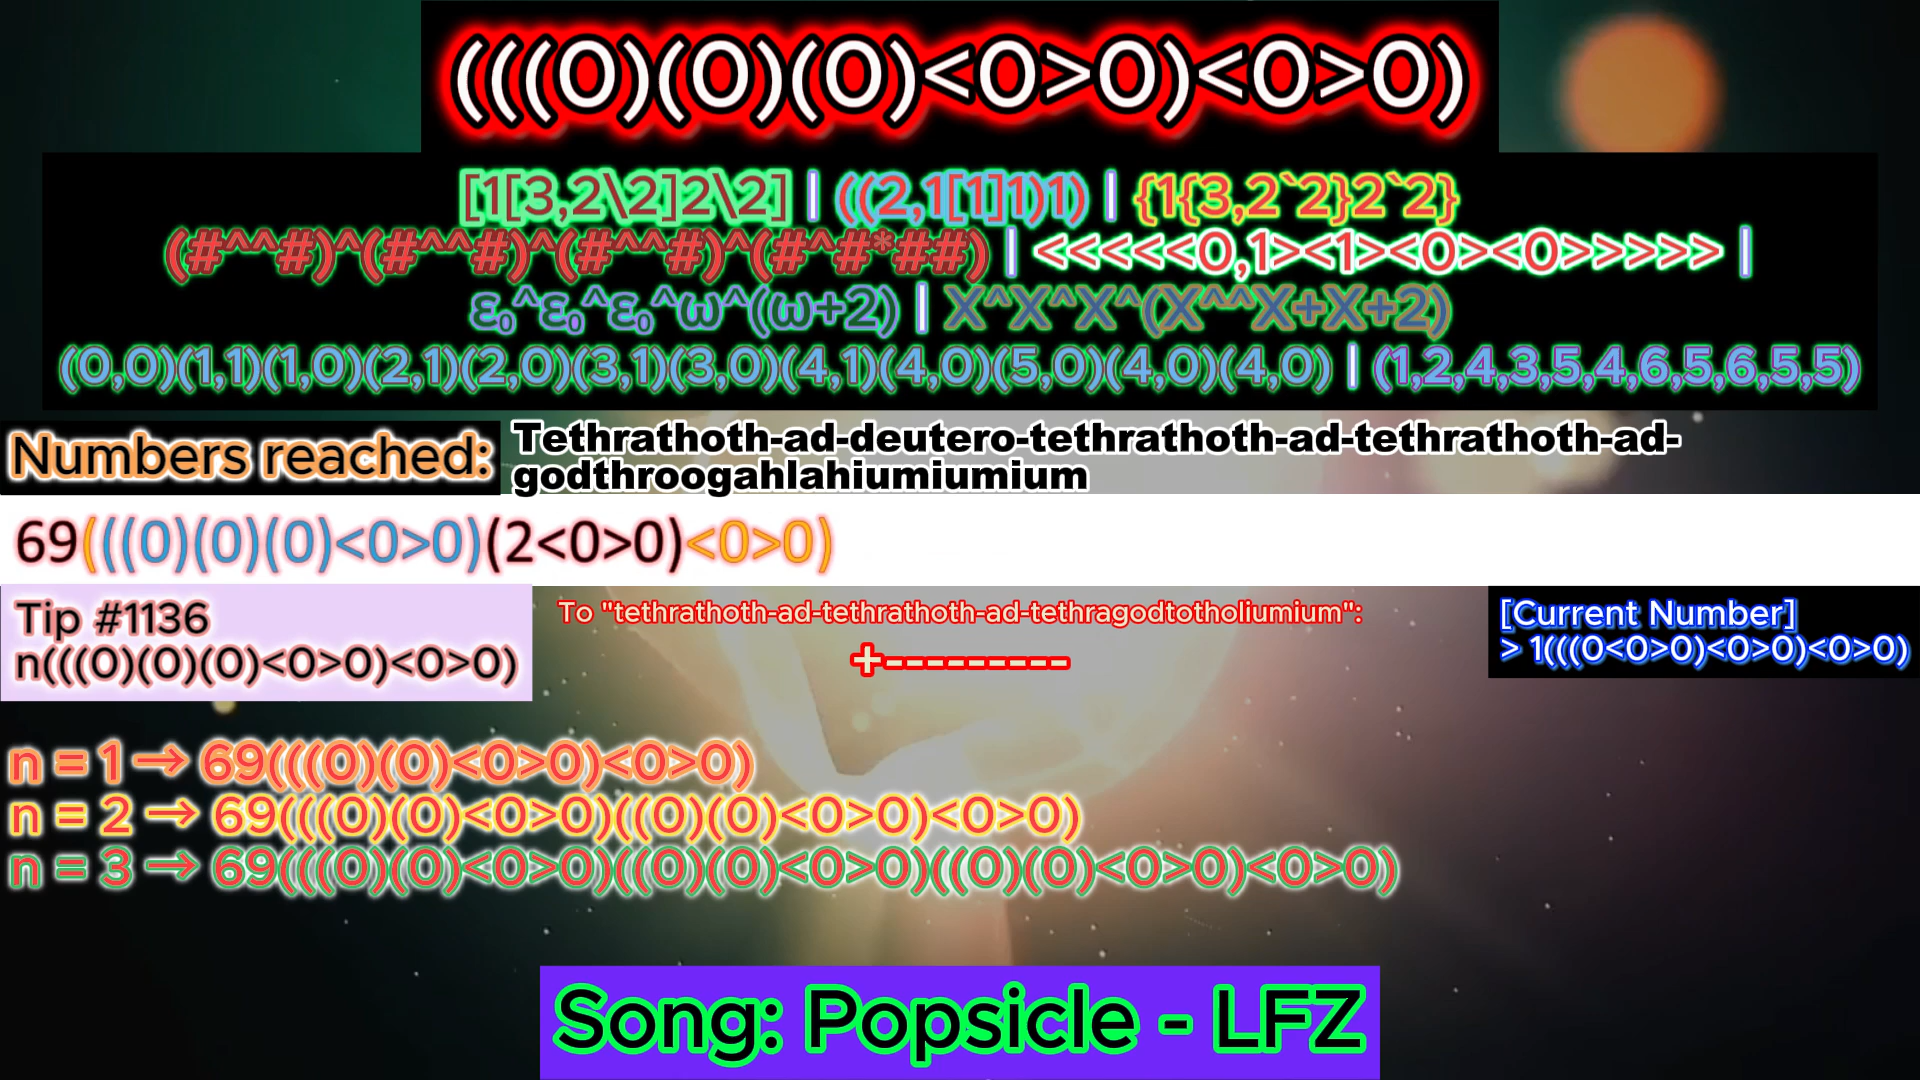 (((0)(0)(0)<0>0)<0>0)
[1[3,2\2]2\2] | ((2,1[1]1)1) | {1{3,2`2}2`2}
(#^^#)^(#^^#)^(#^^#)^(#^#*##) | <<<<<0,1><1><0><0>>>>> |
ε₀^ε₀^ε₀^ω^(ω+2) | X^X^X^(X^^X+X+2)
(0,0)(1,1)(1,0)(2,1)(2,0)(3,1)(3,0)(4,1)(4,0)(5,0)(4,0)(4,0) | (1,2,4,3,5,4,6,5,6,5,5)
Numbers reached: Tethrathoth-ad-deutero-tethrathoth-ad-tethrathoth-ad-
godthroogahlahiumiumium
69(((0)(0)(0)<0>0)(2<0>0)<0>0)
Tip #1136
n(((0)(0)(0)<0>0)<0>0)
To "tethrathoth-ad-tethrathoth-ad-tethragodtotholiumium":
+---------
[Current Number]
> 1(((0<0>0)<0>0)<0>0)
n = 1 → 69(((0)(0)<0>0)<0>0)
n = 2 → 69(((0)(0)<0>0)((0)(0)<0>0)<0>0)
n = 3 → 69(((0)(0)<0>0)((0)(0)<0>0)((0)(0)<0>0)<0>0)
Song: Popsicle - LFZ